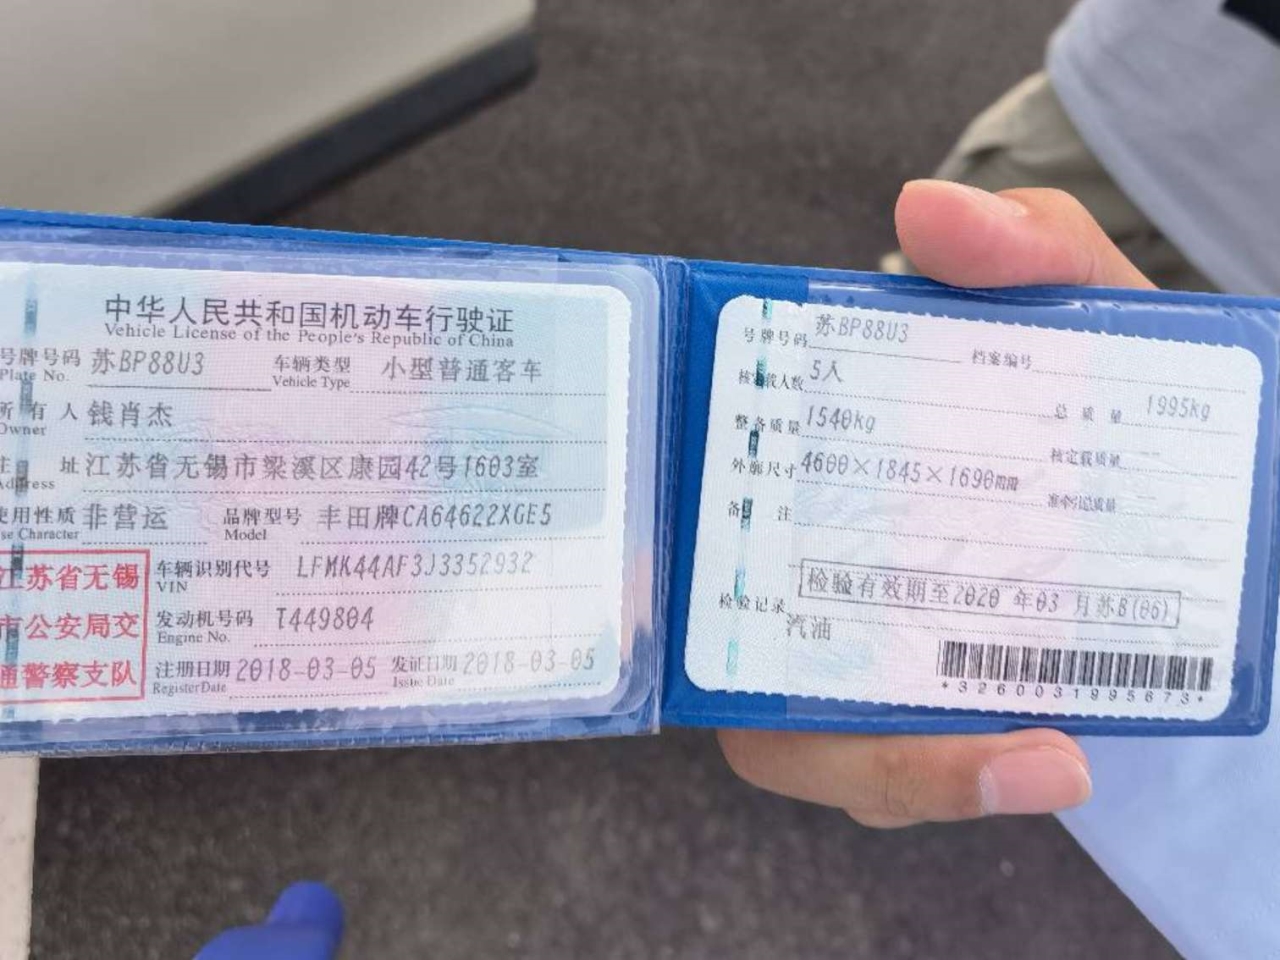 中华人民共和国机动车行驶证
Vehicle License of the People's Republic of China
号牌号码 苏BP88U3 车辆类型 小型普通客车
Plate No. Vehicle Type
所有人 钱肖杰
Owner
址 江苏省无锡市梁溪区康园42号1603室
Address
使用性质 非营运 品牌型号 丰田牌CA64622XGE5
Use Character Model
江苏省无锡
市公安局交
通警察支队
车辆识别代号 LFMK44AF3J3352932
VIN
发动机号码 T449804
Engine No.
注册日期 2018-03-05 发证日期 2018-03-05
Register Date Issue Date
号牌号码 苏BP88U3 档案编号
核定载人数 5人 总质量 1995kg
整备质量 1540kg 核定载质量 --
外廓尺寸 4600×1845×1690mm 准牵引总质量 --
备注
检验有效期至2020年03月苏B(06)
检验记录
汽油
*3260031995673*